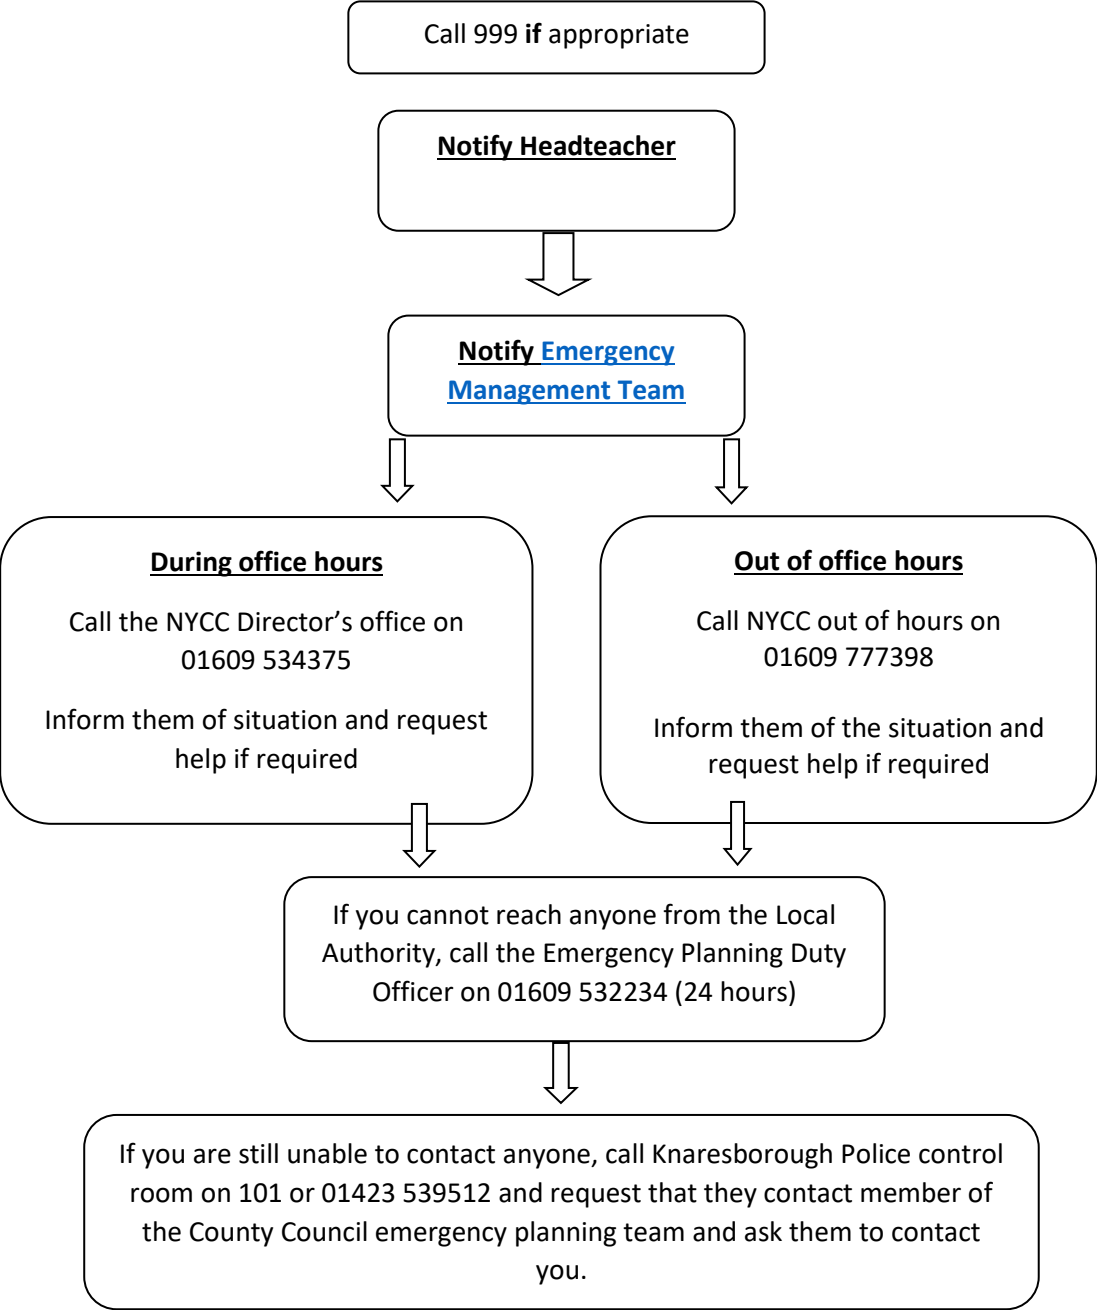 Call 999 if appropriate
Notify Headteacher
Notify Emergency
Management Team
During office hours
Call the NYCC Director’s office on
01609 534375
Inform them of situation and request
help if required
Out of office hours
Call NYCC out of hours on
01609 777398
Inform them of the situation and
request help if required
If you cannot reach anyone from the Local
Authority, call the Emergency Planning Duty
Officer on 01609 532234 (24 hours)
If you are still unable to contact anyone, call Knaresborough Police control
room on 101 or 01423 539512 and request that they contact member of
the County Council emergency planning team and ask them to contact
you.